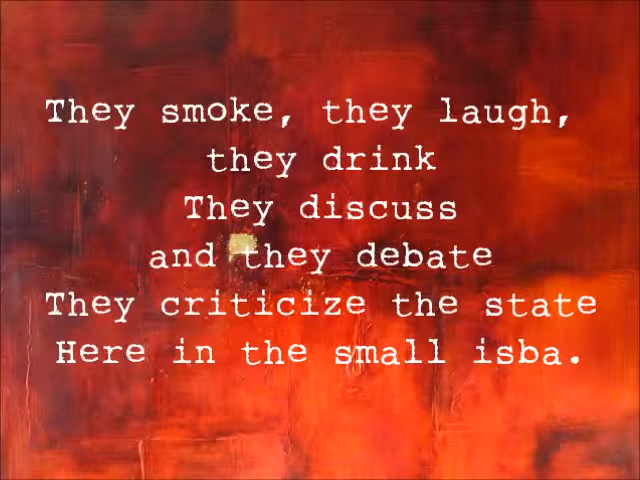 They smoke, they laugh,
they drink
They discuss
and they debate
They criticize the state
Here in the small isba.